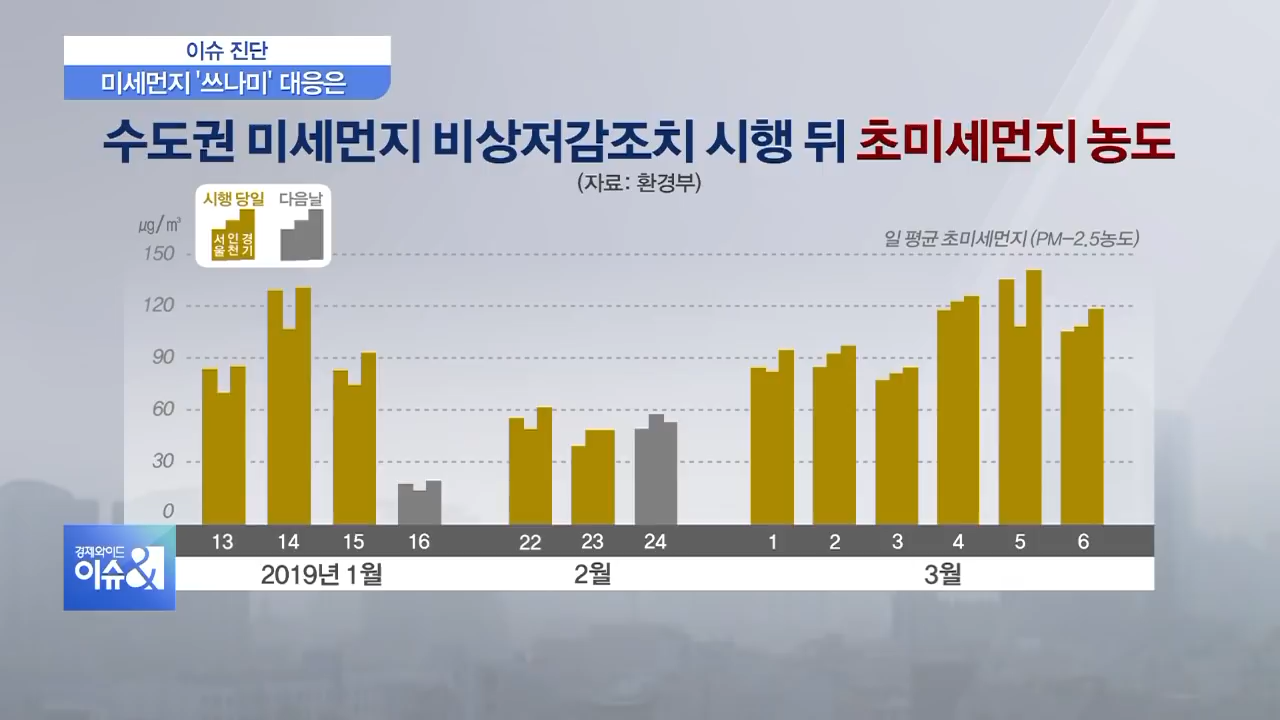 이슈 진단
미세먼지 '쓰나미' 대응은
수도권 미세먼지 비상저감조치 시행 뒤 초미세먼지 농도
(자료: 환경부)
시행 당일 다음날
서울 인천 경기
㎍/㎥
일 평균 초미세먼지(PM-2.5농도)
150
120
90
60
30
0
13 14 15 16 22 23 24 1 2 3 4 5 6
2019년 1월 2월 3월
경제와이드
이슈&